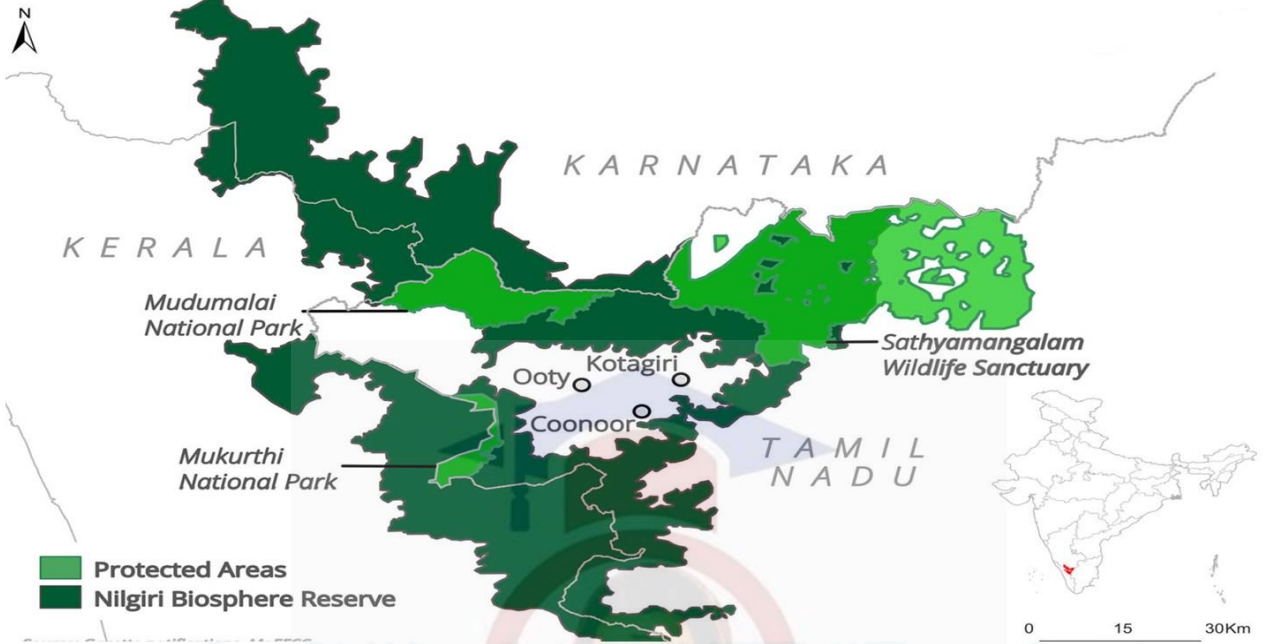 N
KARNATAKA
KERALA
Mudumalai
National Park
Sathyamangalam
Wildlife Sanctuary
Kotagiri
Ooty
Coonoor
TAMIL
NADU
Mukurthi
National Park
Protected Areas
Nilgiri Biosphere Reserve
0 15 30Km